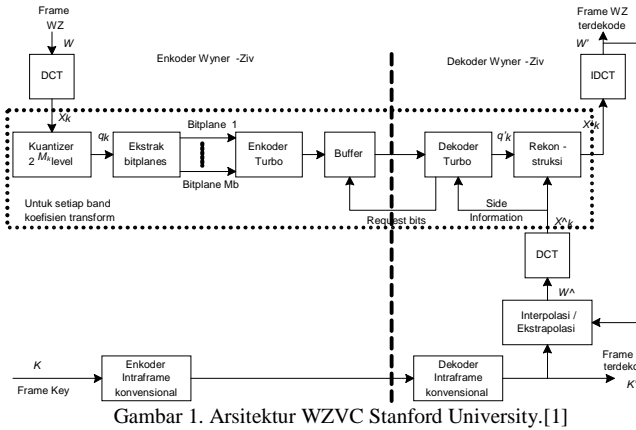 Frame
WZ
W
DCT
Enkoder Wyner -Ziv
Dekoder Wyner -Ziv
Frame WZ
terdekode
W'
IDCT
Xk
X'k
Kuantizer
2 Mk level
qk
Ekstrak
bitplanes
Bitplane 1
Bitplane Mb
Enkoder
Turbo
Buffer
Dekoder
Turbo
q'k
Rekon -
struksi
Untuk setiap band
koefisien transform
Request bits
Side
Information
X^k
DCT
W^
Interpolasi /
Ekstrapolasi
K
Frame Key
Enkoder
Intraframe
konvensional
Dekoder
Intraframe
konvensional
Frame
K'
Gambar 1. Arsitektur WZVC Stanford University.[1]